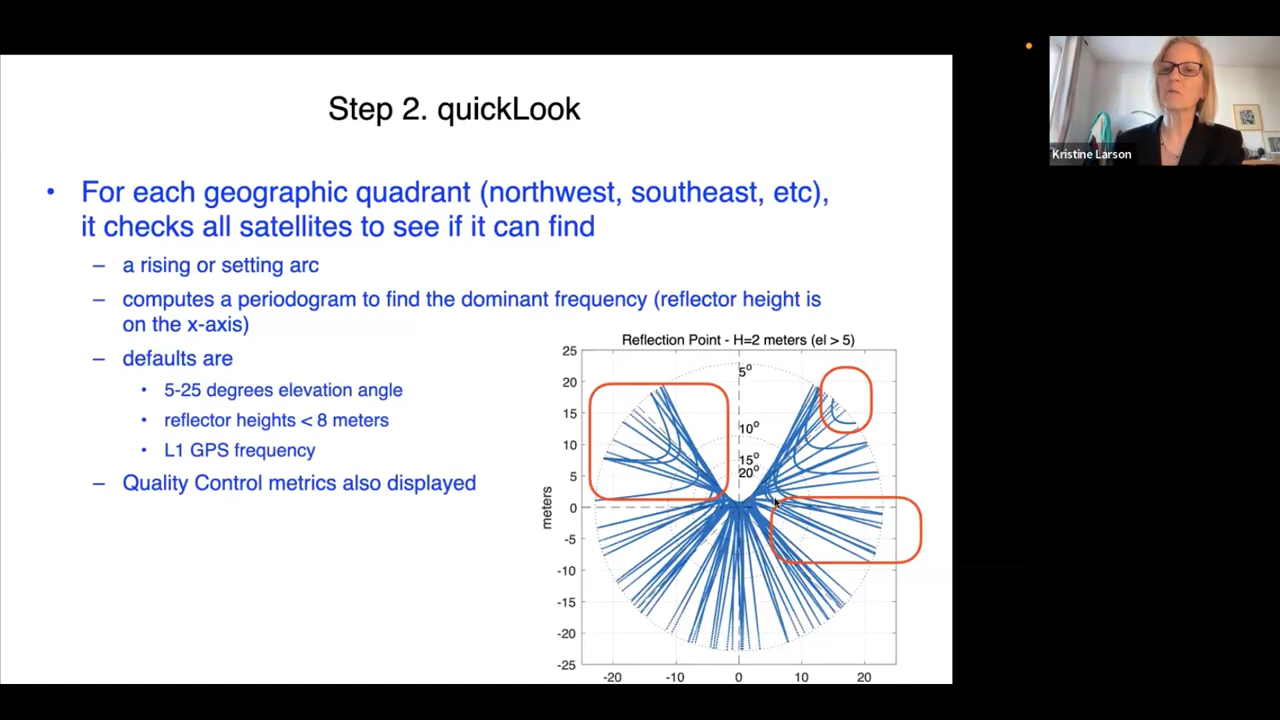 Step 2. quickLook
• For each geographic quadrant (northwest, southeast, etc),
it checks all satellites to see if it can find
– a rising or setting arc
– computes a periodogram to find the dominant frequency (reflector height is
on the x-axis)
– defaults are
• 5-25 degrees elevation angle
• reflector heights < 8 meters
• L1 GPS frequency
– Quality Control metrics also displayed
Reflection Point - H=2 meters (el > 5)
25
20
15
10
5
0
-5
-10
-15
-20
-25
meters
5°
10°
15°
20°
-20 -10 0 10 20
Kristine Larson